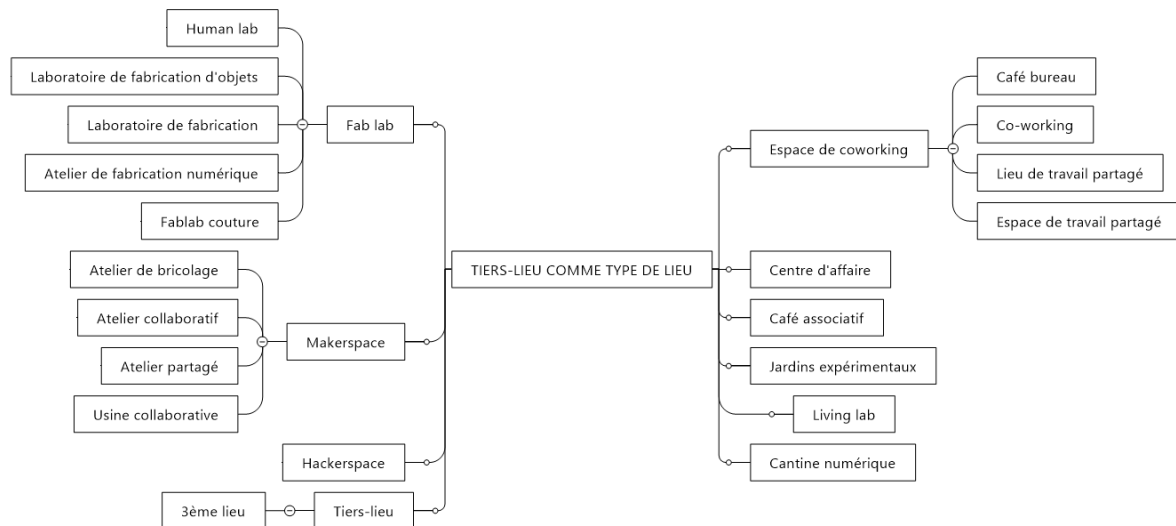 Human lab
Laboratoire de fabrication d'objets
Laboratoire de fabrication
Atelier de fabrication numérique
Fablab couture
Fab lab
Atelier de bricolage
Atelier collaboratif
Atelier partagé
Usine collaborative
Makerspace
Hackerspace
3ème lieu
Tiers-lieu
TIERS-LIEU COMME TYPE DE LIEU
Espace de coworking
Café bureau
Co-working
Lieu de travail partagé
Espace de travail partagé
Centre d'affaire
Café associatif
Jardins expérimentaux
Living lab
Cantine numérique